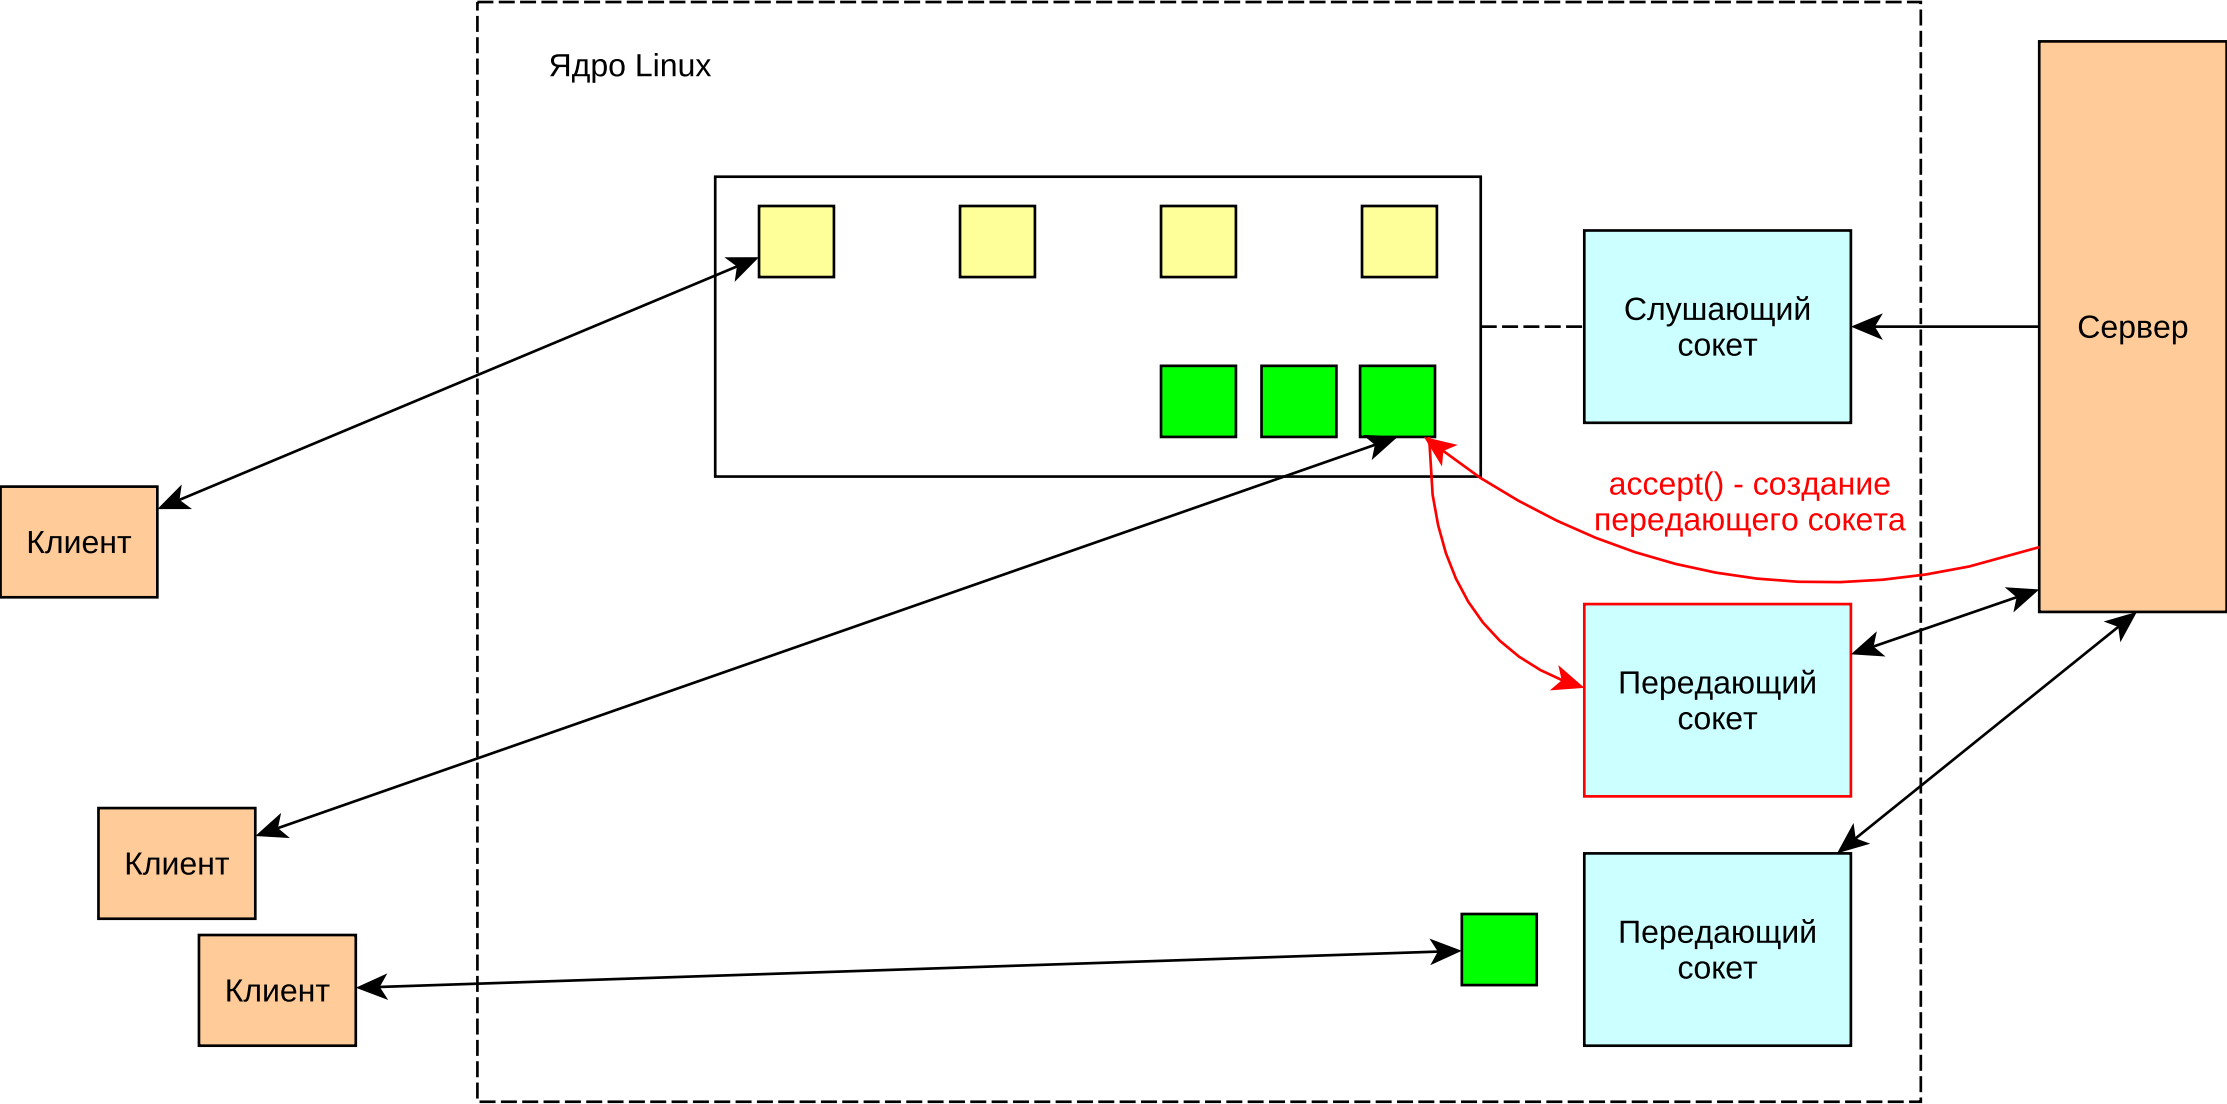 Ядро Linux
Слушающий
сокет
Сервер
accept() - создание
передающего сокета
Клиент
Передающий
сокет
Клиент
Передающий
сокет
Клиент